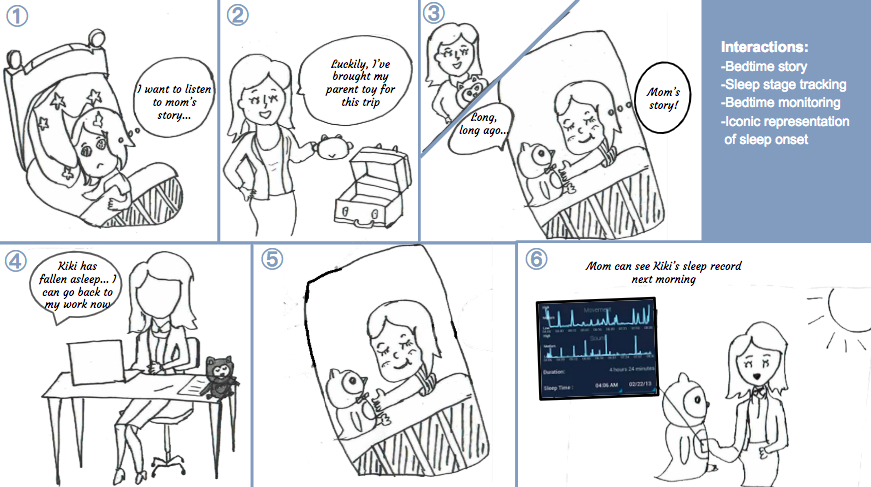 ①
I want to listen
to mom's
story...
②
Luckily, I've
brought my
parent toy for
this trip
③
Long,
long ago...
Mom's
story!
Interactions:
-Bedtime story
-Sleep stage tracking
-Bedtime monitoring
-Iconic representation
of sleep onset
④
Kiki has
fallen asleep... I
can go back to
my work now
⑤
⑥
Mom can see Kiki's sleep record
next morning
Movement
Sound
Duration:
4 hours 24 minutes
Sleep Time :
04:06 AM
02/22/13